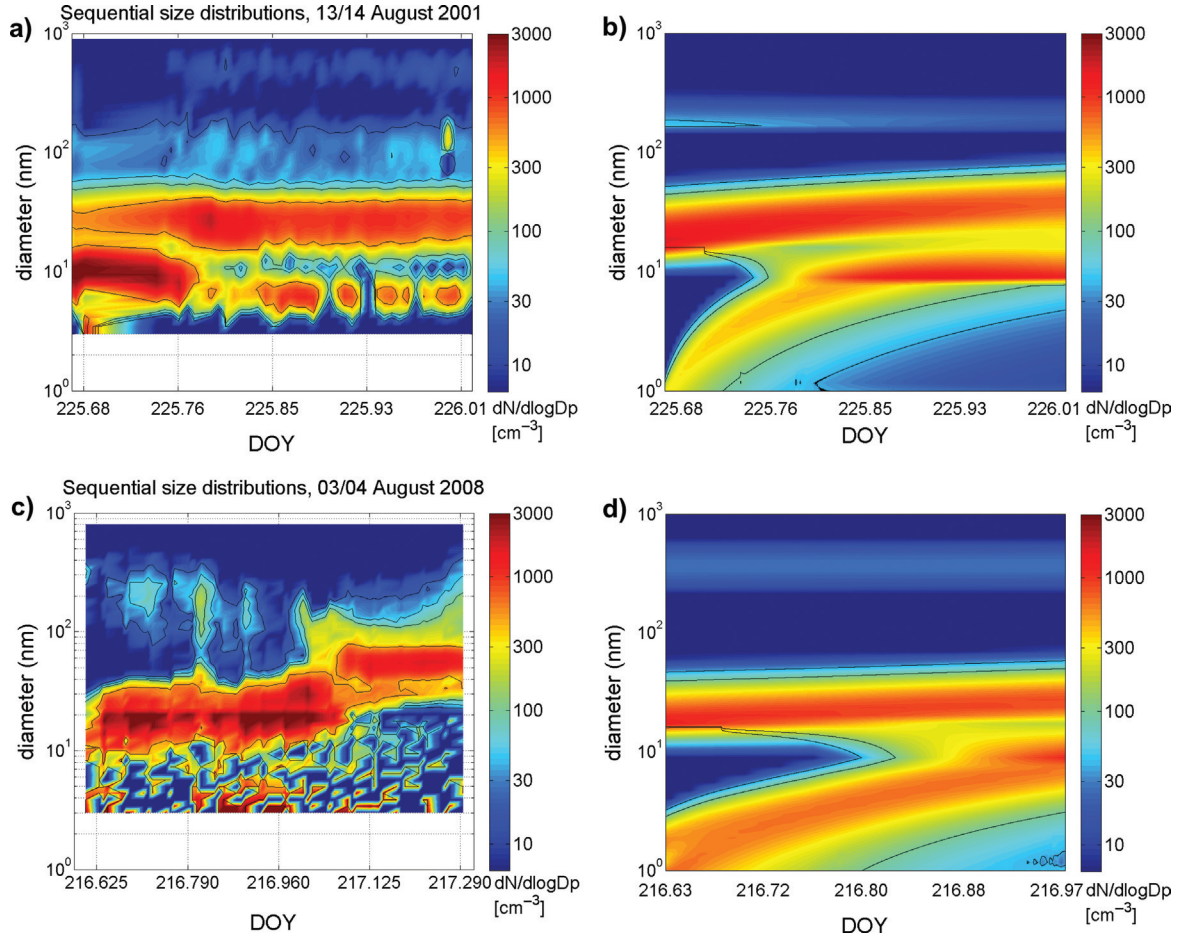 Sequential size distributions, 13/14 August 2001
a)
diameter (nm)
10³
10²
10¹
10⁰
225.68 225.76 225.85 225.93 226.01
DOY
3000
1000
300
100
30
10
dN/dlogDp
[cm⁻³]
b)
diameter (nm)
10³
10²
10¹
10⁰
225.68 225.76 225.85 225.93 226.01
DOY
3000
1000
300
100
30
10
dN/dlogDp
[cm⁻³]
Sequential size distributions, 03/04 August 2008
c)
diameter (nm)
10³
10²
10¹
10⁰
216.625 216.790 216.960 217.125 217.290
DOY
3000
1000
300
100
30
10
dN/dlogDp
[cm⁻³]
d)
diameter (nm)
10³
10²
10¹
10⁰
216.63 216.72 216.80 216.88 216.97
DOY
3000
1000
300
100
30
10
dN/dlogDp
[cm⁻³]